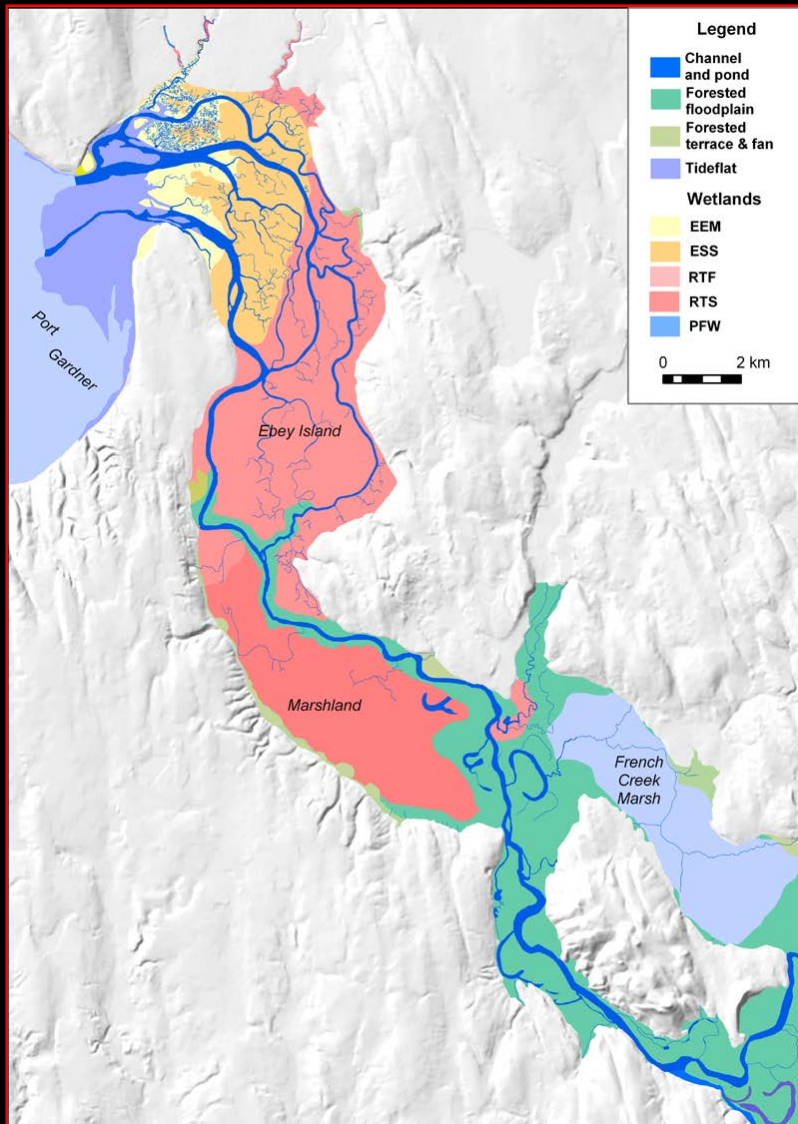 Legend
Channel
and pond
Forested
floodplain
Forested
terrace & fan
Tideflat
Wetlands
EEM
ESS
RTF
RTS
PFW
0 2 km
Port
Gardner
Ebey Island
Marshland
French
Creek
Marsh